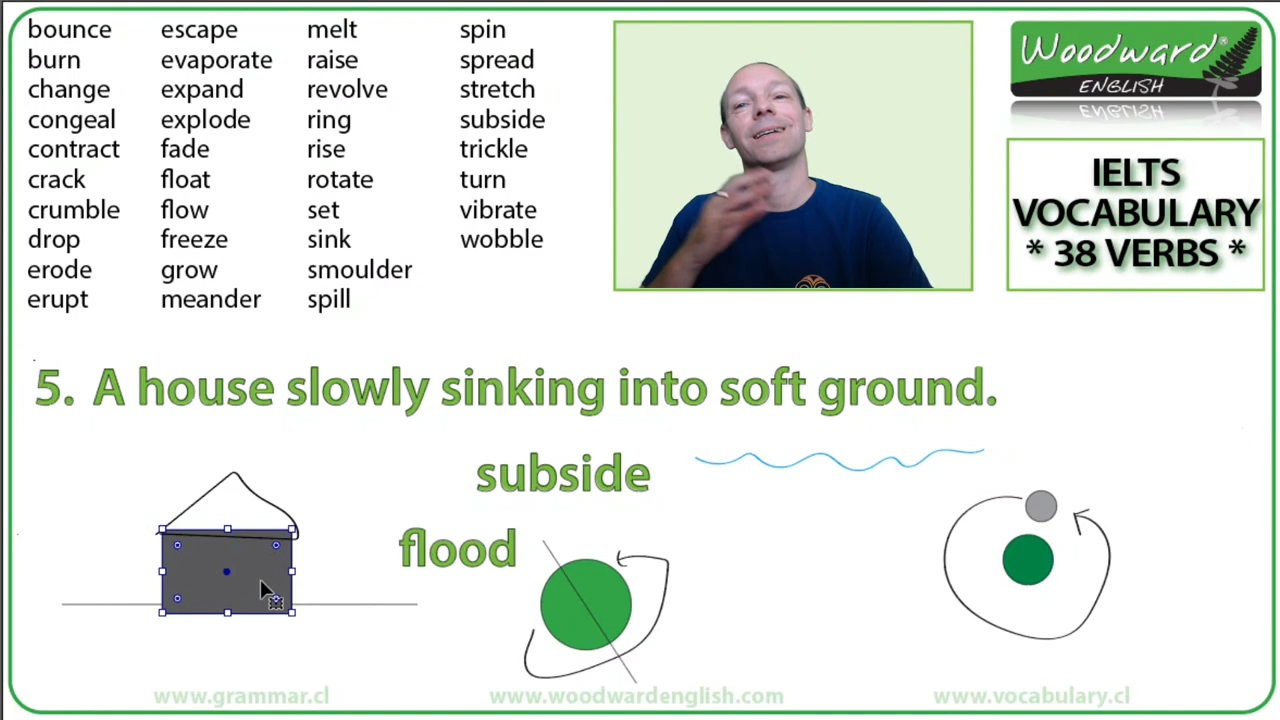 bounce escape melt spin
burn evaporate raise spread
change expand revolve stretch
congeal explode ring subside
contract fade rise trickle
crack float rotate turn
crumble flow set vibrate
drop freeze sink wobble
erode grow smoulder
erupt meander spill
Woodward®
ENGLISH
IELTS
VOCABULARY
* 38 VERBS *
5. A house slowly sinking into soft ground.
subside
flood
www.grammar.cl www.woodwardenglish.com www.vocabulary.cl